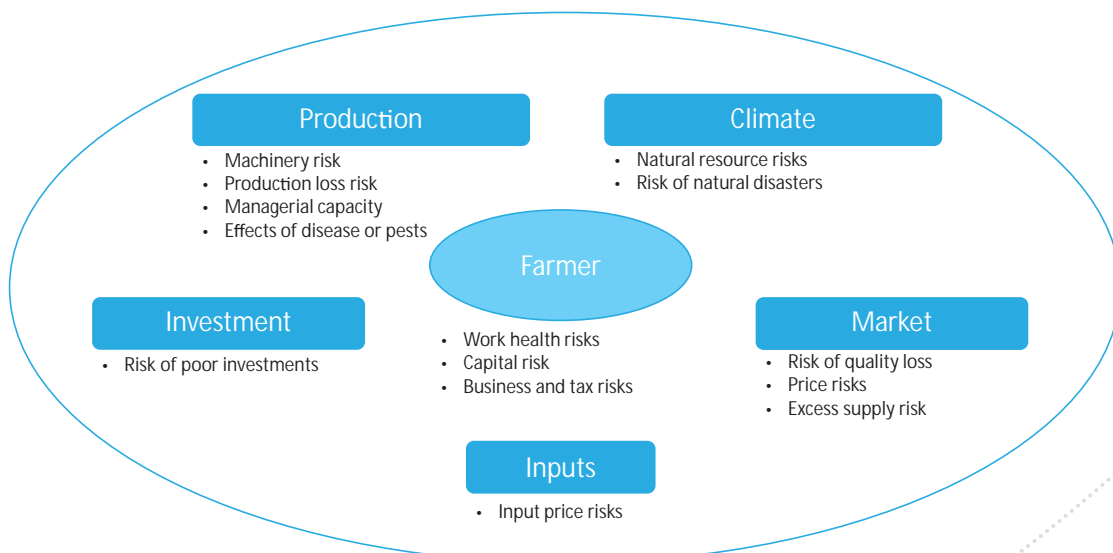 Production
• Machinery risk
• Production loss risk
• Managerial capacity
• Effects of disease or pests
Climate
• Natural resource risks
• Risk of natural disasters
Farmer
• Work health risks
• Capital risk
• Business and tax risks
Investment
• Risk of poor investments
Market
• Risk of quality loss
• Price risks
• Excess supply risk
Inputs
• Input price risks